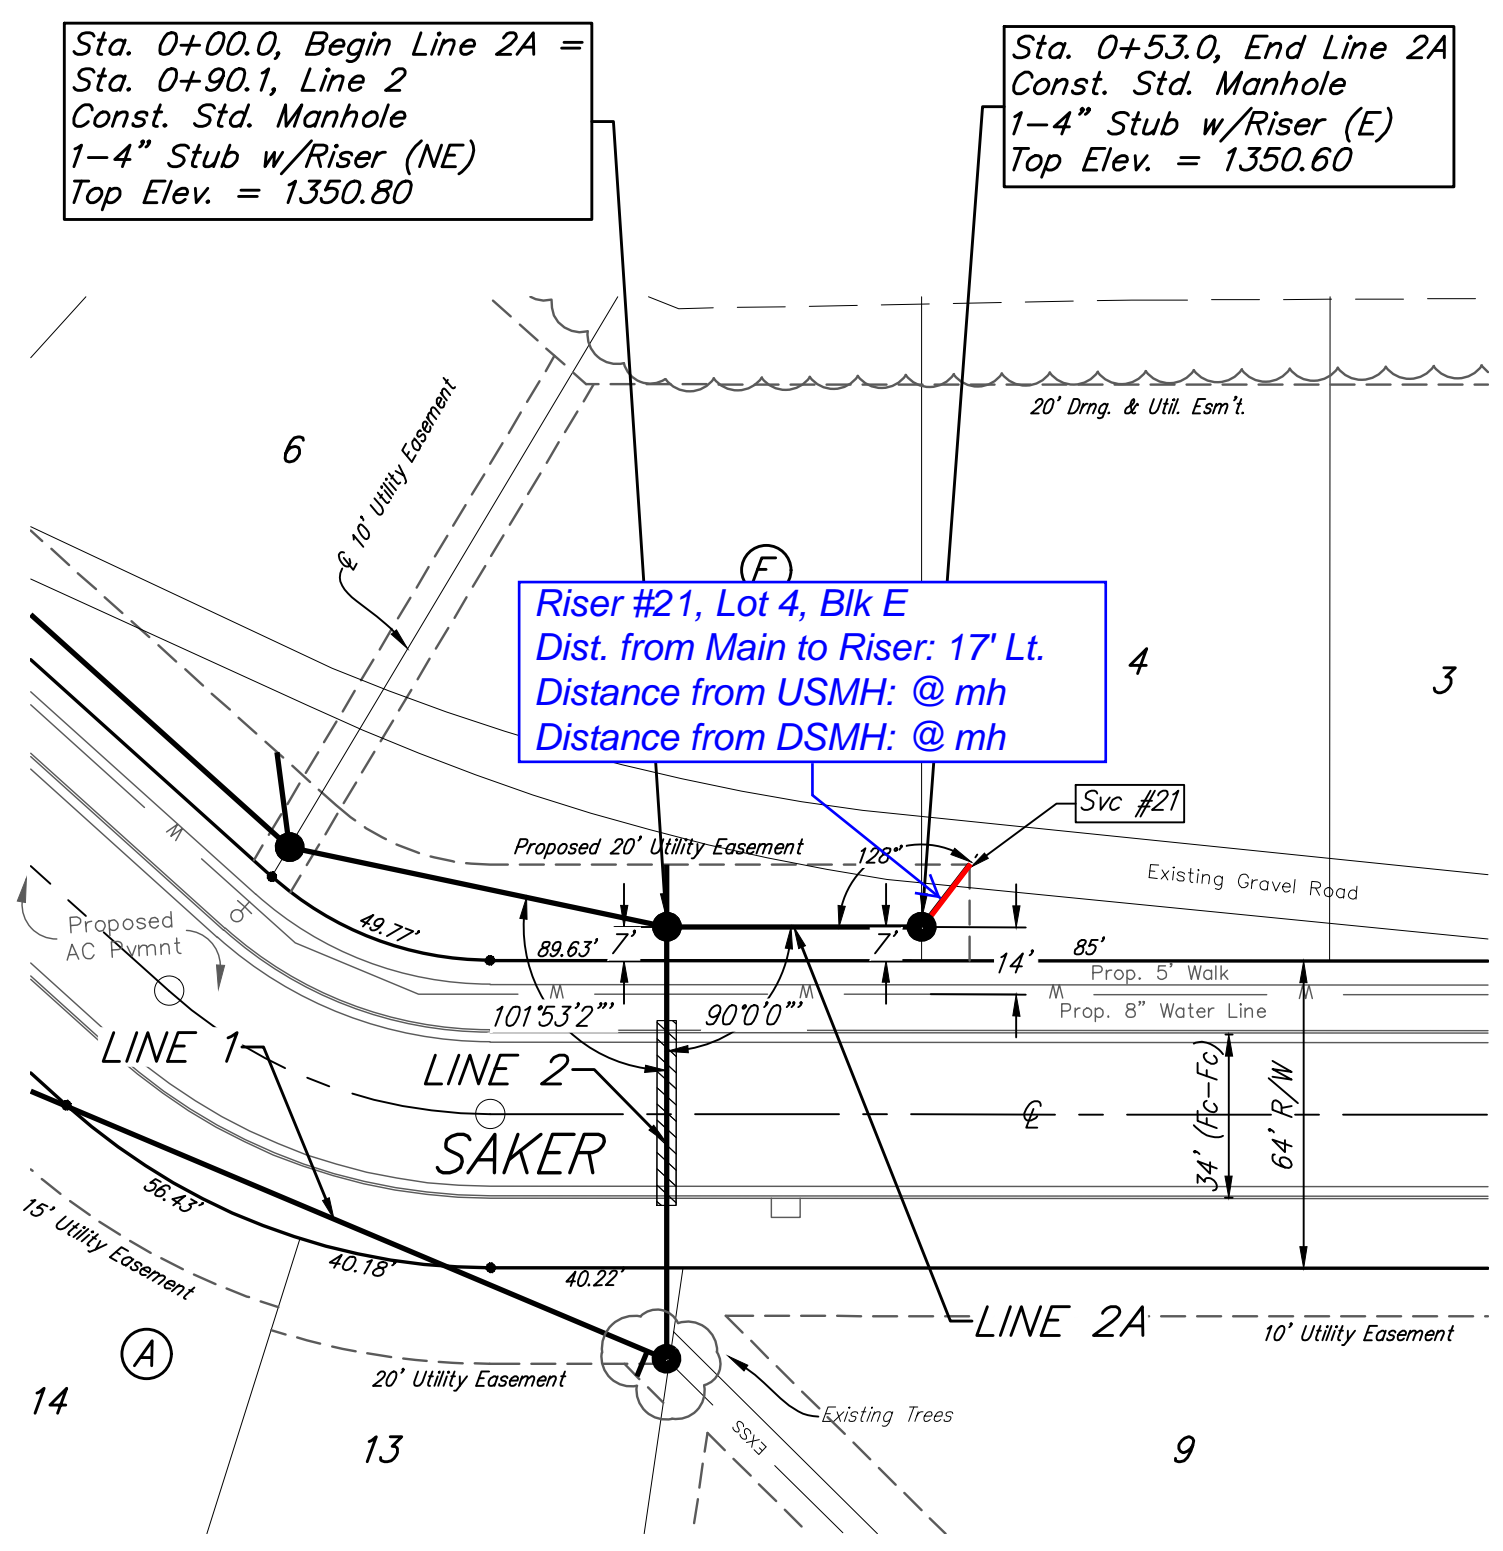 Sta. 0+00.0, Begin Line 2A =
Sta. 0+90.1, Line 2
Const. Std. Manhole
1-4" Stub w/Riser (NE)
Top Elev. = 1350.80
Sta. 0+53.0, End Line 2A
Const. Std. Manhole
1-4" Stub w/Riser (E)
Top Elev. = 1350.60
20' Drng. & Util. Esm't.
6
℄ 10' Utility Easement
Riser #21, Lot 4, Blk E
Dist. from Main to Riser: 17' Lt.
Distance from USMH: @ mh
Distance from DSMH: @ mh
4
3
Svc #21
Proposed 20' Utility Easement
128°
Existing Gravel Road
Proposed
AC Pvmnt
49.77'
89.63'
7'
7'
14'
85'
Prop. 5' Walk
W
W
W
W
W
Prop. 8" Water Line
101°53'2"
90°0'0"
LINE 1
LINE 2
℄
SAKER
34' (Fc-Fc)
64' R/W
56.43'
15' Utility Easement
40.18'
40.22'
LINE 2A
10' Utility Easement
A
20' Utility Easement
14
Existing Trees
EXSS
13
9